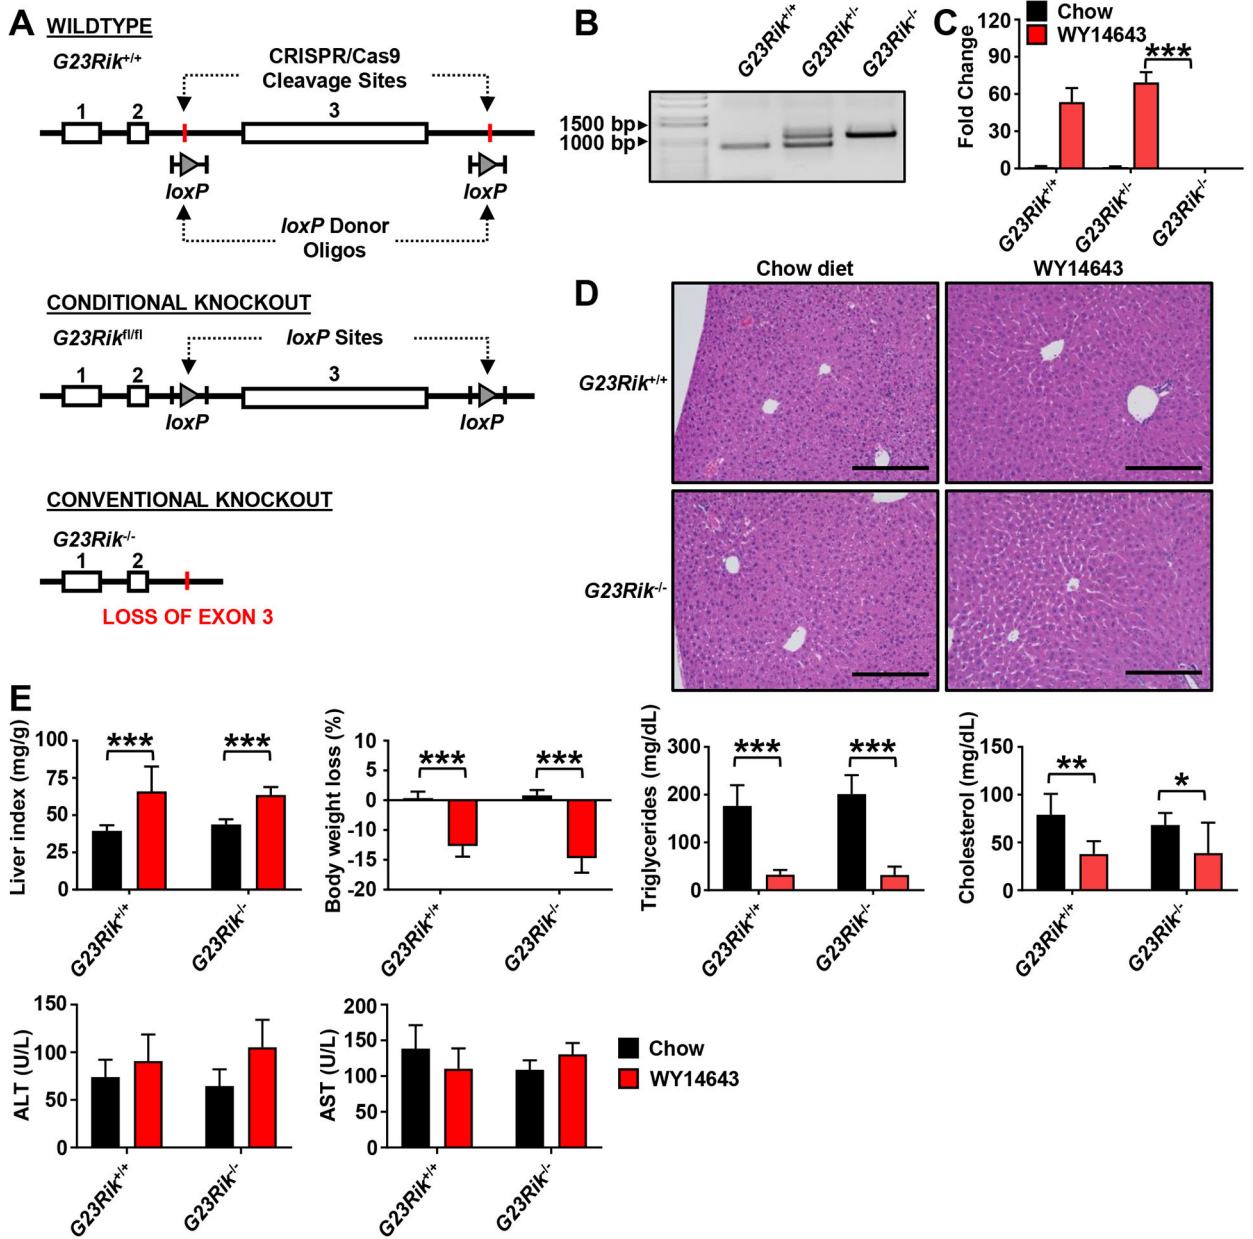 A
WILDTYPE
G23Rik+/+
CRISPR/Cas9
Cleavage Sites
1 2 3
loxP loxP
loxP Donor
Oligos
CONDITIONAL KNOCKOUT
G23Rikfl/fl
loxP Sites
1 2 3
loxP loxP
CONVENTIONAL KNOCKOUT
G23Rik-/-
1 2
LOSS OF EXON 3
B
G23Rik+/+ G23Rik+/- G23Rik-/-
1500 bp
1000 bp
C
Chow
WY14643
Fold Change
120
90
60
30
0
***
G23Rik+/+ G23Rik+/- G23Rik-/-
D
Chow diet WY14643
G23Rik+/+
G23Rik-/-
E
Liver index (mg/g)
100
75
50
25
0
*** ***
G23Rik+/+ G23Rik-/-
Body weight loss (%)
10
5
0
-5
-10
-15
-20
*** ***
G23Rik+/+ G23Rik-/-
Triglycerides (mg/dL)
300
200
100
0
*** ***
G23Rik+/+ G23Rik-/-
Cholesterol (mg/dL)
150
100
50
0
** *
G23Rik+/+ G23Rik-/-
ALT (U/L)
150
100
50
0
G23Rik+/+ G23Rik-/-
AST (U/L)
200
150
100
50
0
G23Rik+/+ G23Rik-/-
Chow
WY14643